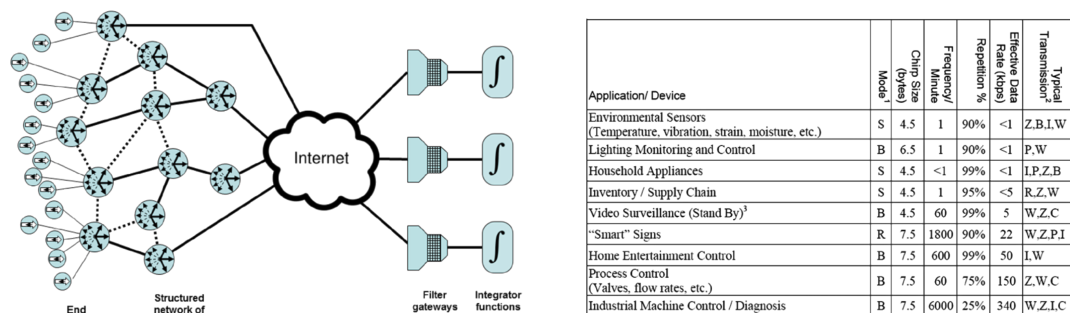 Internet
End
Structured
network of
Filter
gateways
Integrator
functions
Application/ Device Mode¹ Chirp Size (bytes) Frequency/ Minute Repetition % Effective Data Rate (kbps) Typical Transmission²
Environmental Sensors
(Temperature, vibration, strain, moisture, etc.) S 4.5 1 90% <1 Z,B,I,W
Lighting Monitoring and Control B 6.5 1 90% <1 P,W
Household Appliances S 4.5 <1 99% <1 I,P,Z,B
Inventory / Supply Chain S 4.5 1 95% <5 R,Z,W
Video Surveillance (Stand By)³ B 4.5 60 99% 5 W,Z,C
“Smart” Signs R 7.5 1800 90% 22 W,Z,P,I
Home Entertainment Control B 7.5 600 99% 50 I,W
Process Control
(Valves, flow rates, etc.) B 7.5 60 75% 150 Z,W,C
Industrial Machine Control / Diagnosis B 7.5 6000 25% 340 W,Z,I,C